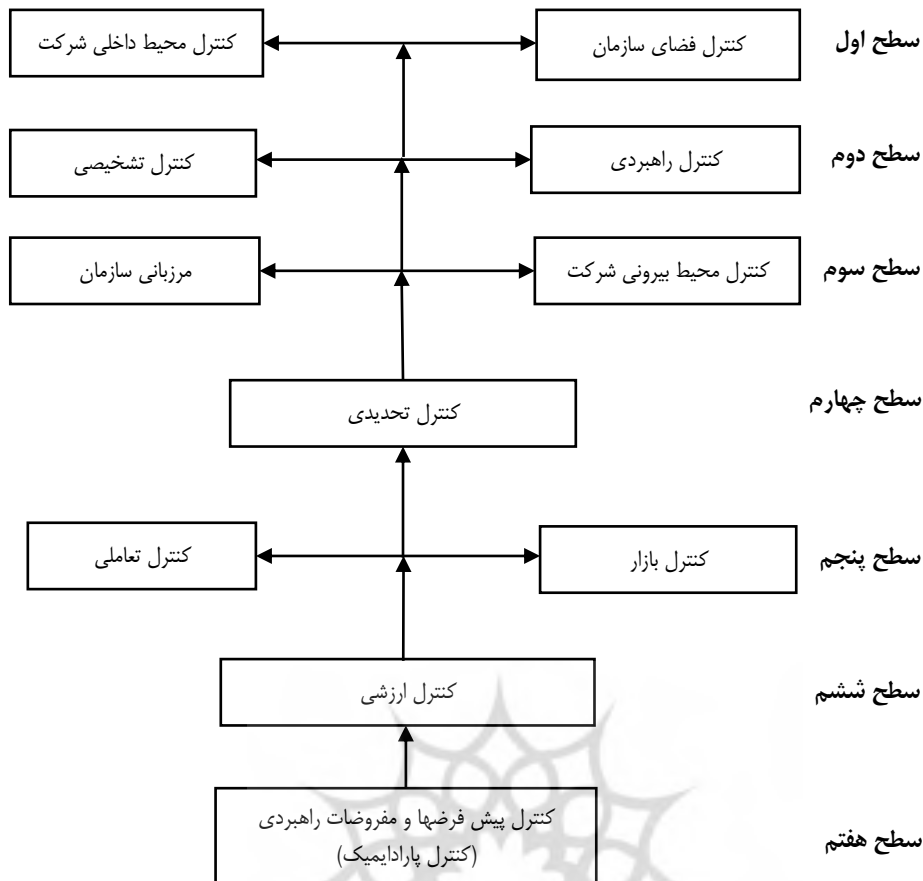 سطح اول
کنترل فضای سازمان
کنترل محیط داخلی شرکت
سطح دوم
کنترل راهبردی
کنترل تشخیصی
سطح سوم
کنترل محیط بیرونی شرکت
مرزبانی سازمان
سطح چهارم
کنترل تحدیدی
سطح پنجم
کنترل بازار
کنترل تعاملی
سطح ششم
کنترل ارزشی
سطح هفتم
کنترل پیش فرضها و مفروضات راهبردی
(کنترل پارادایمیک)